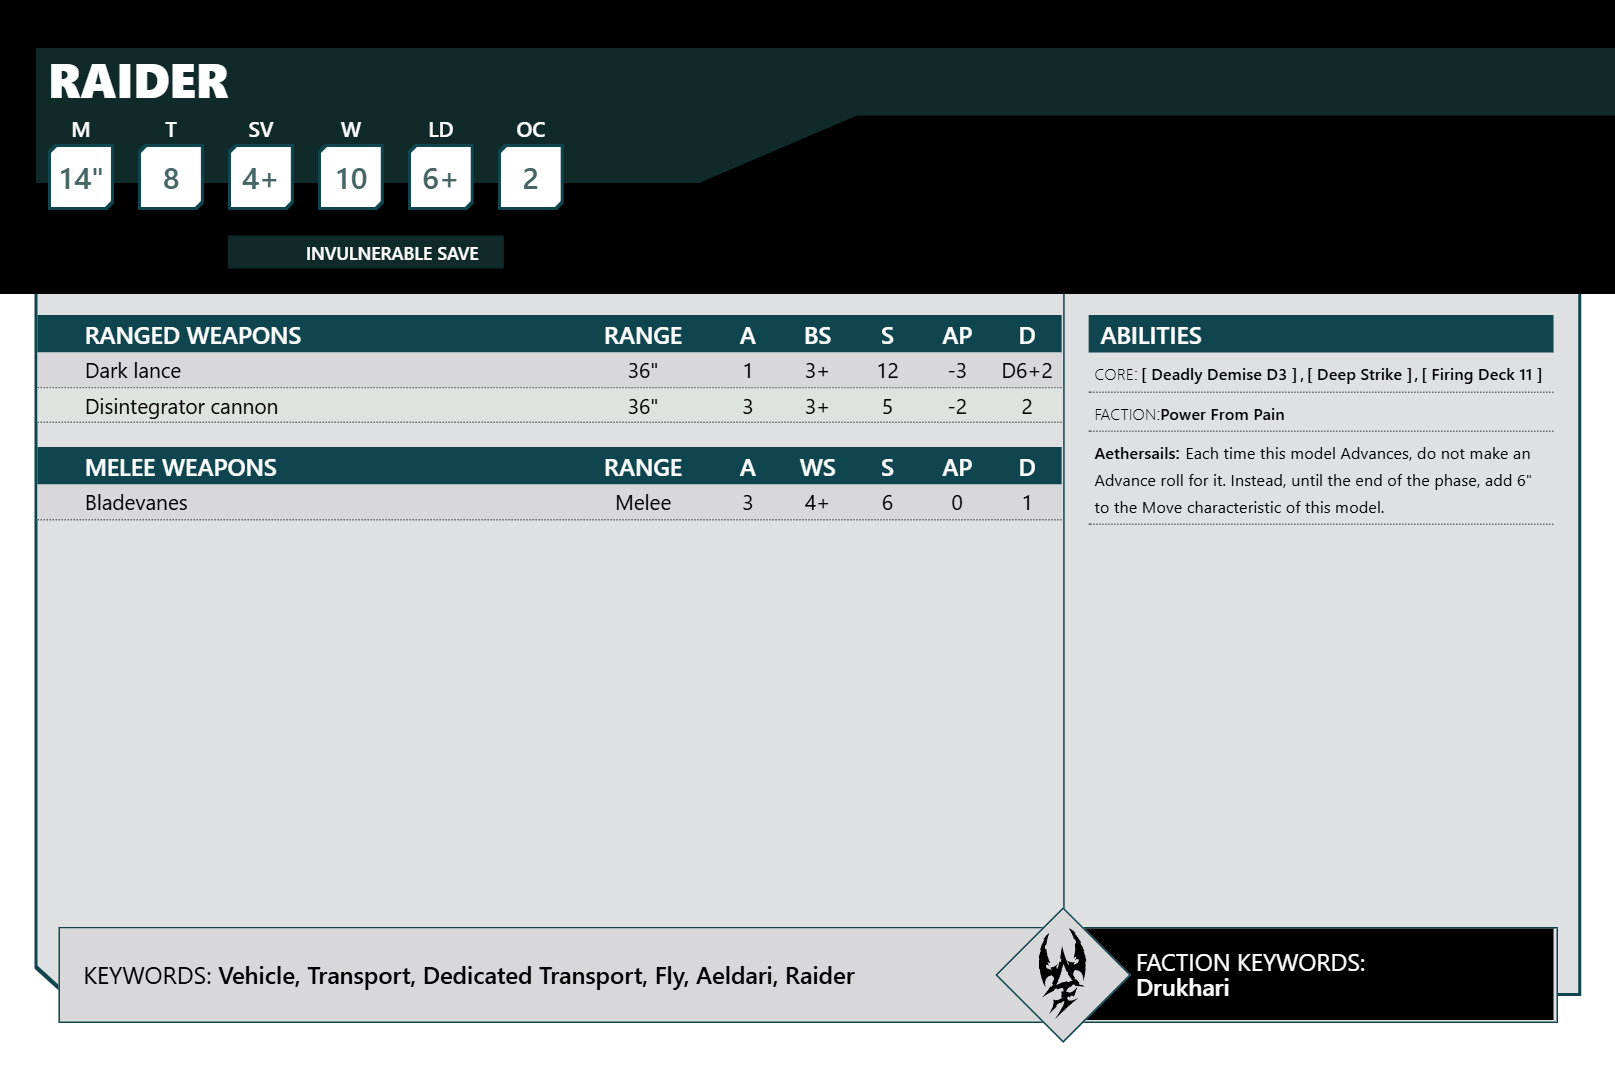 RAIDER
M T SV W LD OC
14" 8 4+ 10 6+ 2
INVULNERABLE SAVE
RANGED WEAPONS RANGE A BS S AP D
Dark lance 36" 1 3+ 12 -3 D6+2
Disintegrator cannon 36" 3 3+ 5 -2 2
MELEE WEAPONS RANGE A WS S AP D
Bladevanes Melee 3 4+ 6 0 1
ABILITIES
CORE: [ Deadly Demise D3 ] , [ Deep Strike ] , [ Firing Deck 11 ]
FACTION:Power From Pain
Aethersails: Each time this model Advances, do not make an
Advance roll for it. Instead, until the end of the phase, add 6"
to the Move characteristic of this model.
KEYWORDS: Vehicle, Transport, Dedicated Transport, Fly, Aeldari, Raider
FACTION KEYWORDS:
Drukhari